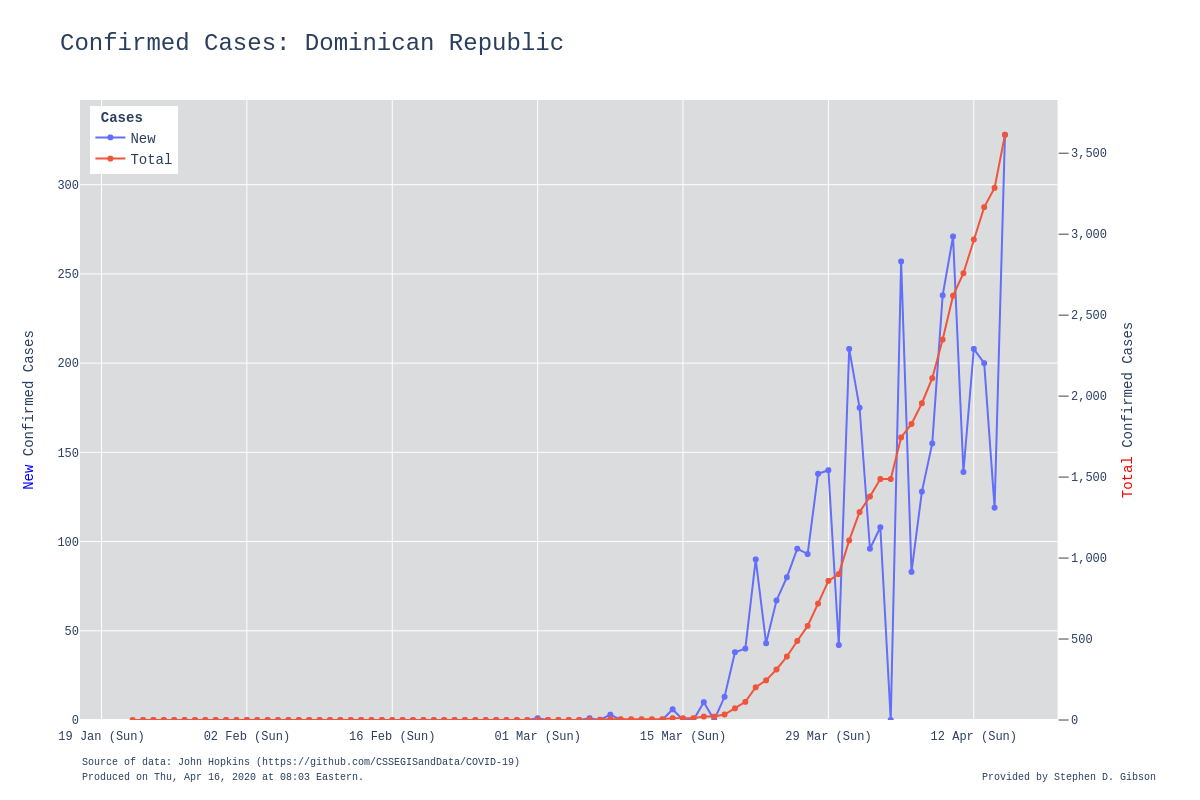 Confirmed Cases: Dominican Republic
Cases
New
Total
300
250
200
150
100
50
0
New Confirmed Cases
3,500
3,000
2,500
2,000
1,500
1,000
500
0
Total Confirmed Cases
19 Jan (Sun) 02 Feb (Sun) 16 Feb (Sun) 01 Mar (Sun) 15 Mar (Sun) 29 Mar (Sun) 12 Apr (Sun)
Source of data: John Hopkins (https://github.com/CSSEGISandData/COVID-19)
Produced on Thu, Apr 16, 2020 at 08:03 Eastern.
Provided by Stephen D. Gibson